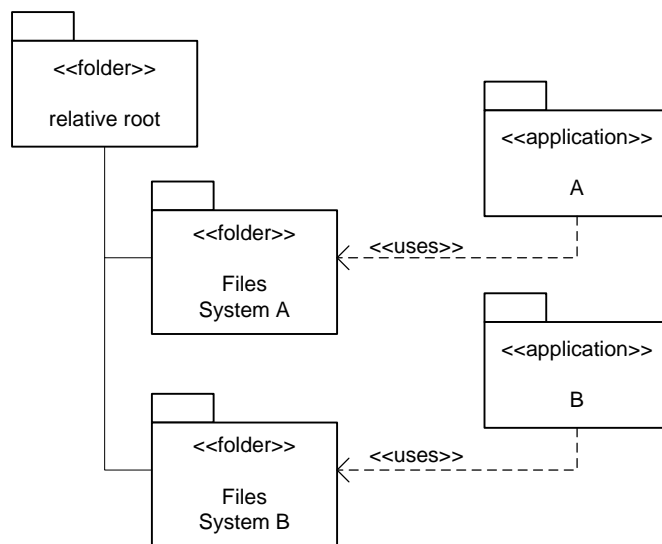 <<folder>>
relative root
<<application>>
A
<<folder>>
Files
System A
<<uses>>
<<application>>
B
<<folder>>
Files
System B
<<uses>>